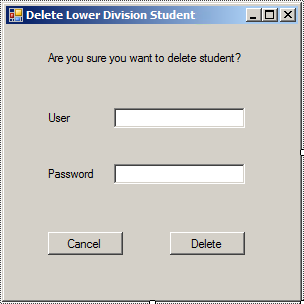 Delete Lower Division Student
Are you sure you want to delete student?
User
Password
Cancel Delete